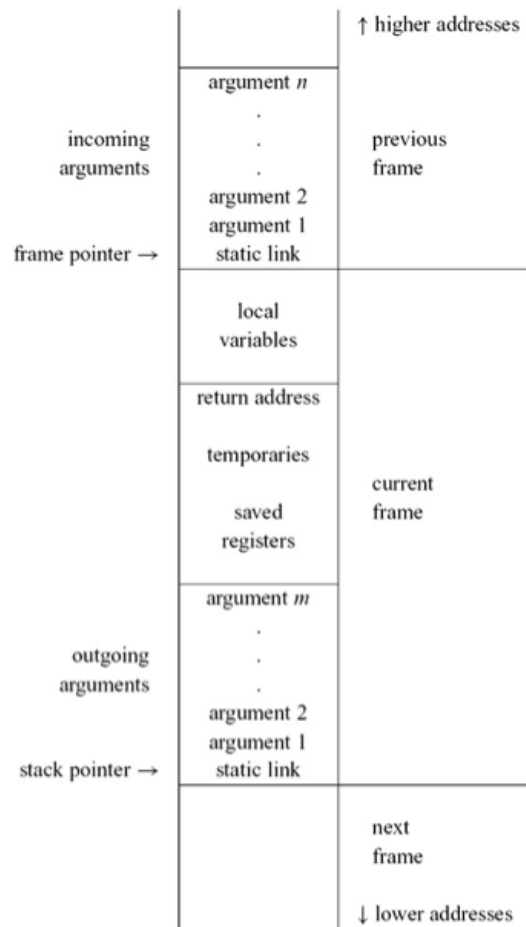 ↑ higher addresses
argument n
.
incoming . previous
arguments . frame
argument 2
argument 1
frame pointer → static link
local
variables
return address
temporaries
current
saved frame
registers
argument m
.
outgoing .
arguments .
argument 2
argument 1
stack pointer → static link
next
frame
↓ lower addresses